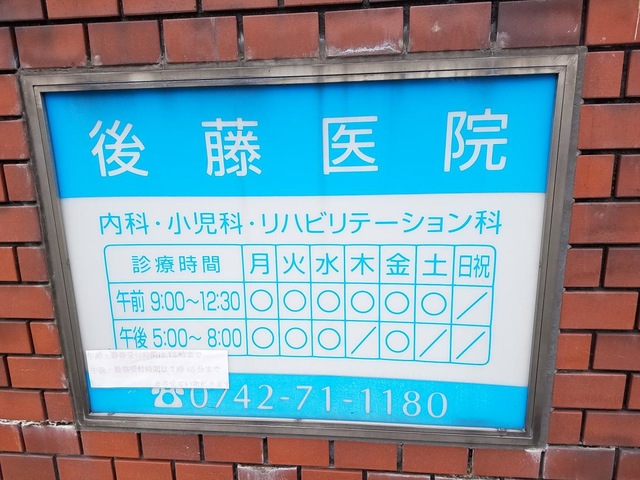 後藤医院
内科・小児科・リハビリテーション科
診療時間 月 火 水 木 金 土 日祝
午前 9:00〜12:30 ○ ○ ○ ○ ○ ○ ／
午後 5:00〜 8:00 ○ ○ ○ ／ ○ ／ ／
☎0742-71-1180